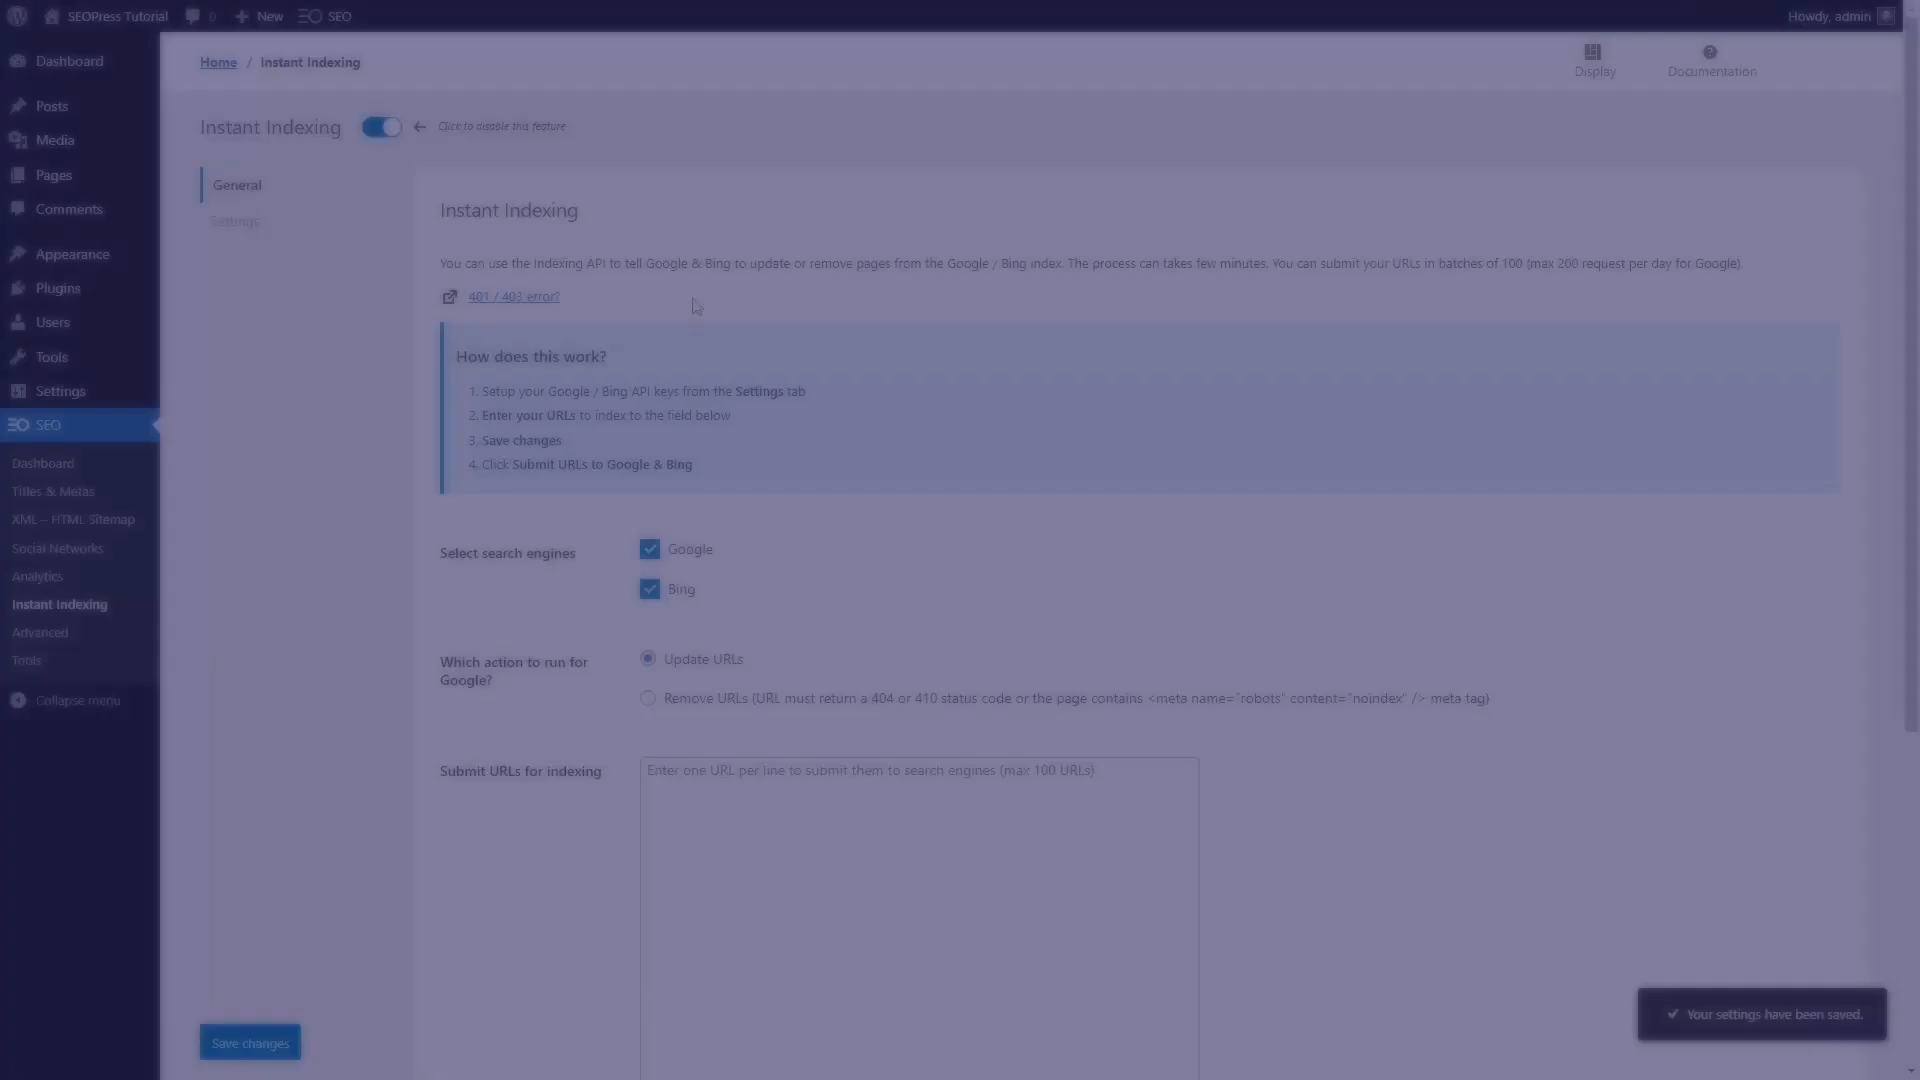 SEOPress Tutorial 0 New SEO Howdy, admin
Dashboard
Posts
Media
Pages
Comments
Appearance
Plugins
Users
Tools
Settings
SEO
Dashboard
Titles & Metas
XML – HTML Sitemap
Social Networks
Analytics
Instant Indexing
Advanced
Tools
Collapse menu
Home / Instant Indexing
Display
Documentation
Instant Indexing
Click to disable this feature
General
Settings
Instant Indexing
You can use the Indexing API to tell Google & Bing to update or remove pages from the Google / Bing index. The process can takes few minutes. You can submit your URLs in batches of 100 (max 200 request per day for Google).
401 / 403 error?
How does this work?
1. Setup your Google / Bing API keys from the Settings tab
2. Enter your URLs to index to the field below
3. Save changes
4. Click Submit URLs to Google & Bing
Select search engines
Google
Bing
Which action to run for
Google?
Update URLs
Remove URLs (URL must return a 404 or 410 status code or the page contains <meta name="robots" content="noindex" /> meta tag)
Submit URLs for indexing
Enter one URL per line to submit them to search engines (max 100 URLs)
Save changes
Your settings have been saved.